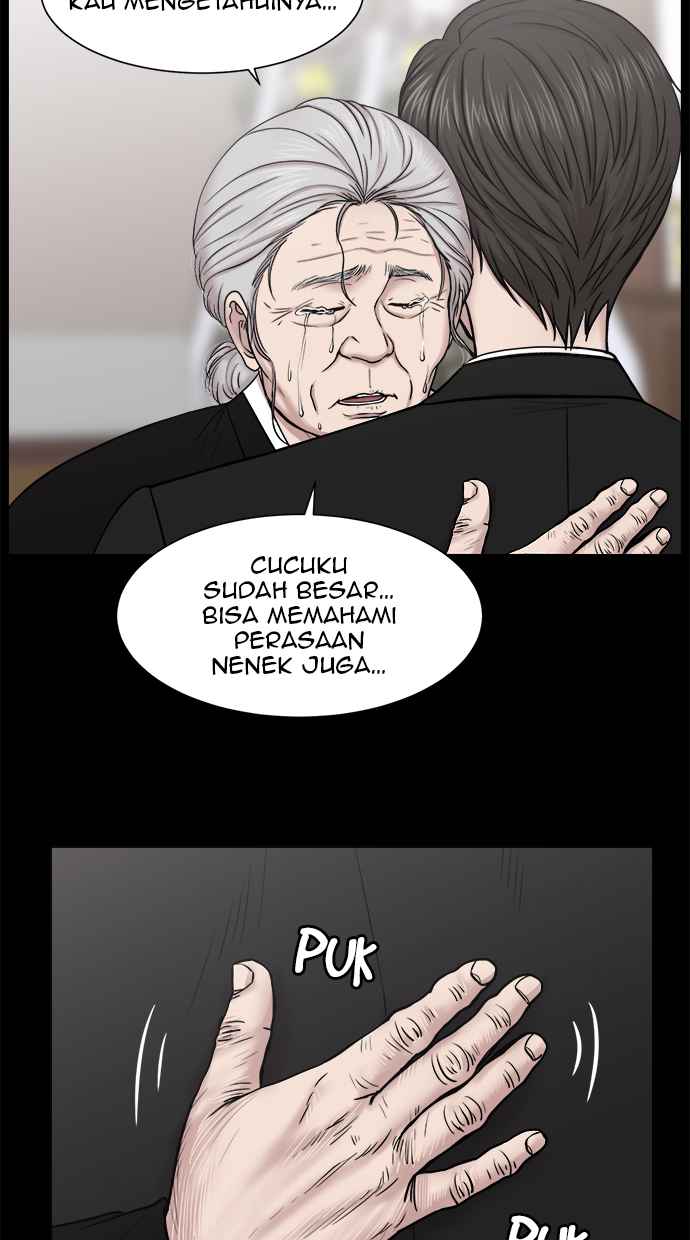 KAU MENGETAHUINYA...
CUCUKU
SUDAH BESAR...
BISA MEMAHAMI
PERASAAN
NENEK JUGA...
PUK
PUK